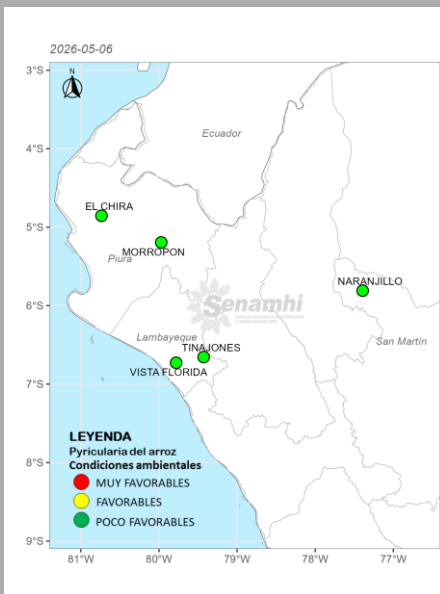 2026-05-06
3°S
N
Ecuador
4°S
EL CHIRA
5°S
MORROPON
Piura
NARANJILLO
6°S
Senamhi
Lambayeque
TINAJONES
San Martín
VISTA FLORIDA
7°S
LEYENDA
Pyricularia del arroz
Condiciones ambientales
MUY FAVORABLES
8°S
FAVORABLES
POCO FAVORABLES
9°S
81°W 80°W 79°W 78°W 77°W